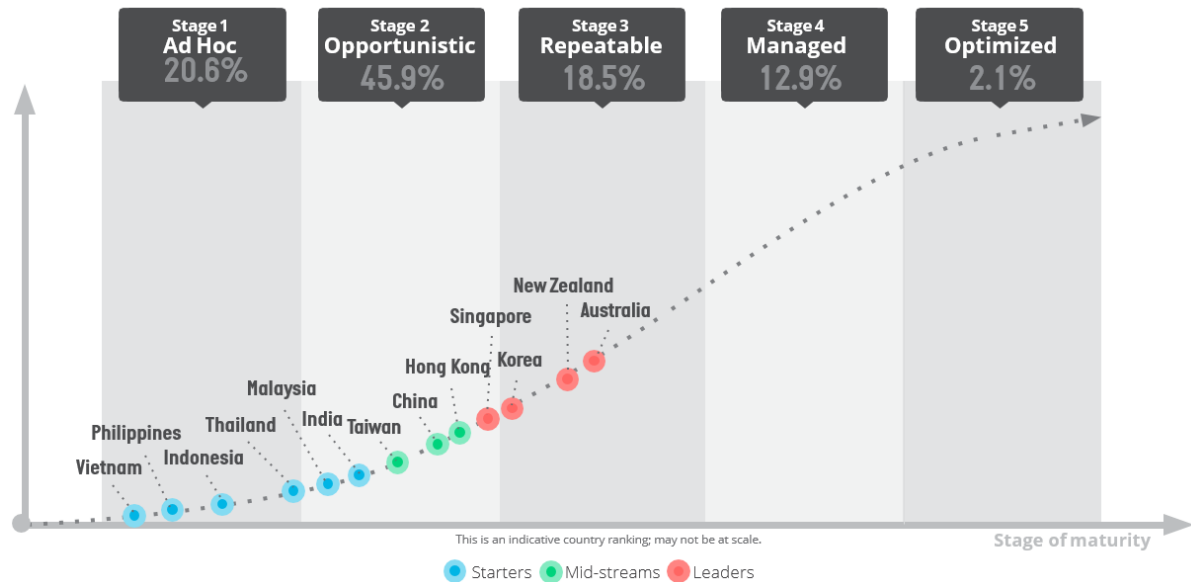 Stage 1
Ad Hoc
20.6%
Stage 2
Opportunistic
45.9%
Stage 3
Repeatable
18.5%
Stage 4
Managed
12.9%
Stage 5
Optimized
2.1%
New Zealand
Australia
Singapore
Korea
Hong Kong
Malaysia
China
India
Taiwan
Thailand
Philippines
Indonesia
Vietnam
This is an indicative country ranking; may not be at scale.
Stage of maturity
Starters
Mid-streams
Leaders